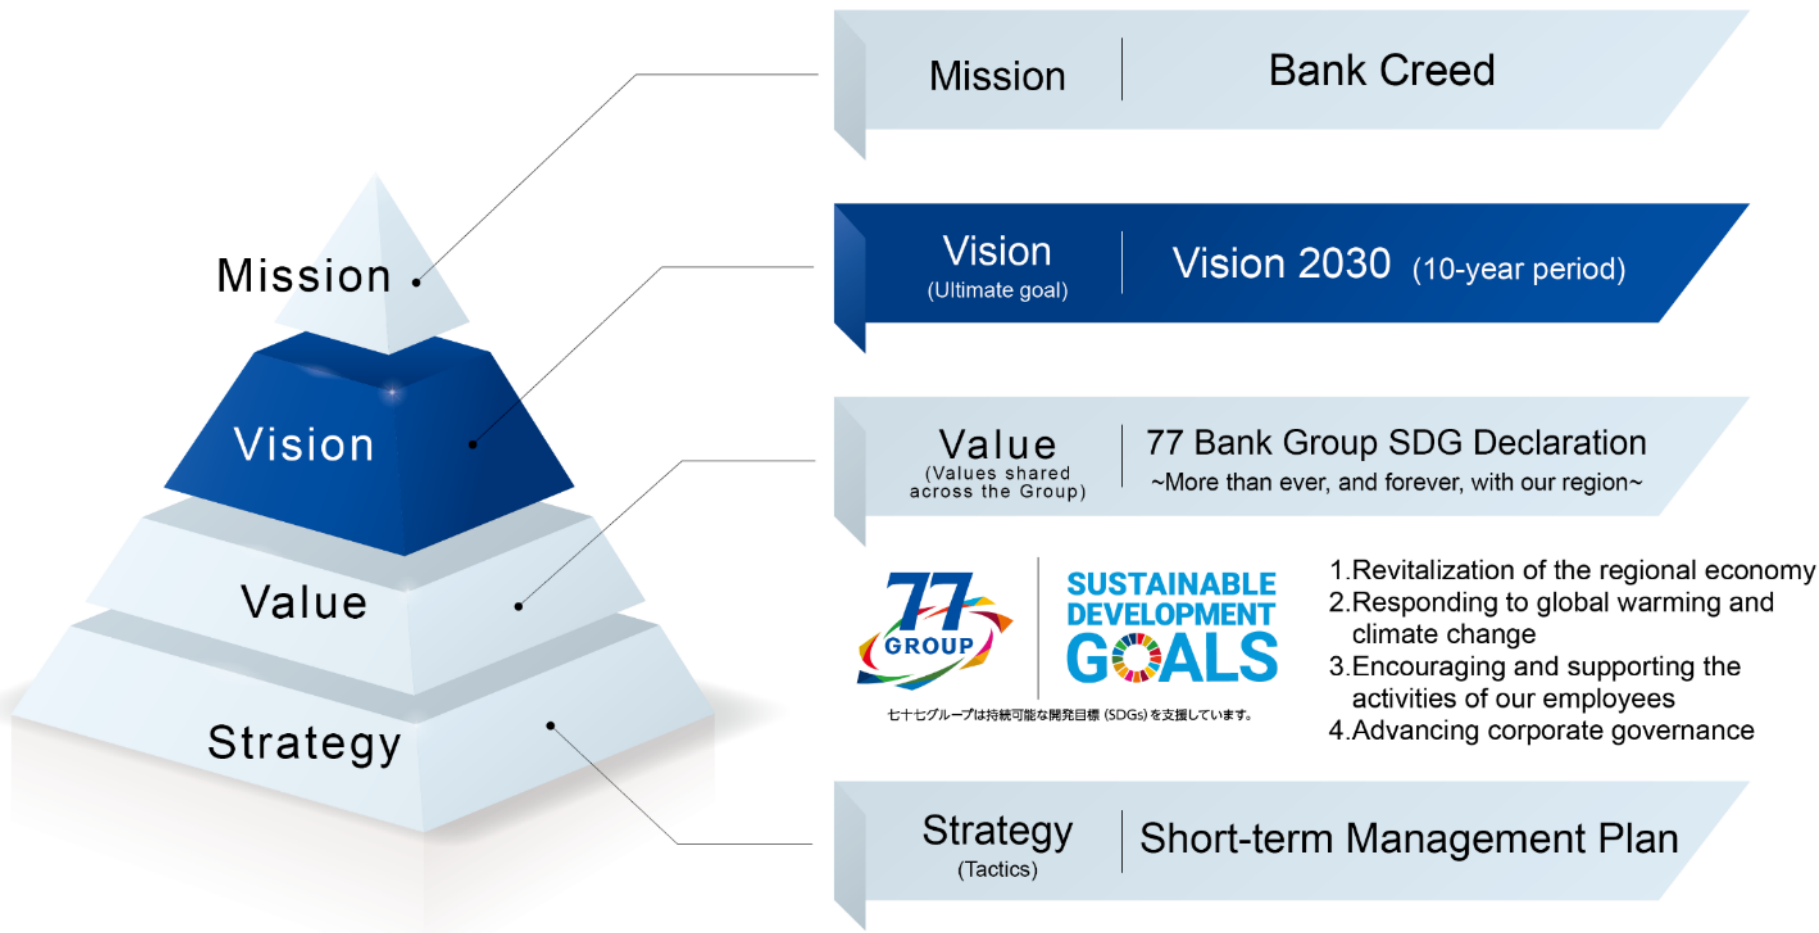 Mission
Vision
Value
Strategy
Mission
Bank Creed
Vision
(Ultimate goal)
Vision 2030 (10-year period)
Value
(Values shared
across the Group)
77 Bank Group SDG Declaration
~More than ever, and forever, with our region~
77
GROUP
SUSTAINABLE
DEVELOPMENT
GOALS
七十七グループは持続可能な開発目標 (SDGs) を支援しています。
1.Revitalization of the regional economy
2.Responding to global warming and
climate change
3.Encouraging and supporting the
activities of our employees
4.Advancing corporate governance
Strategy
(Tactics)
Short-term Management Plan